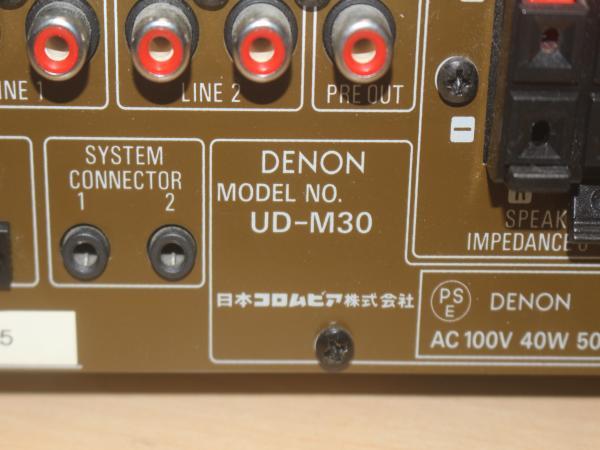 LINE 1
LINE 2
PRE OUT
SYSTEM
CONNECTOR
1 2
DENON
MODEL NO.
UD-M30
日本コロムビア株式会社
SPEAK
IMPEDANCE
PS
E
DENON
AC 100V 40W 50
5